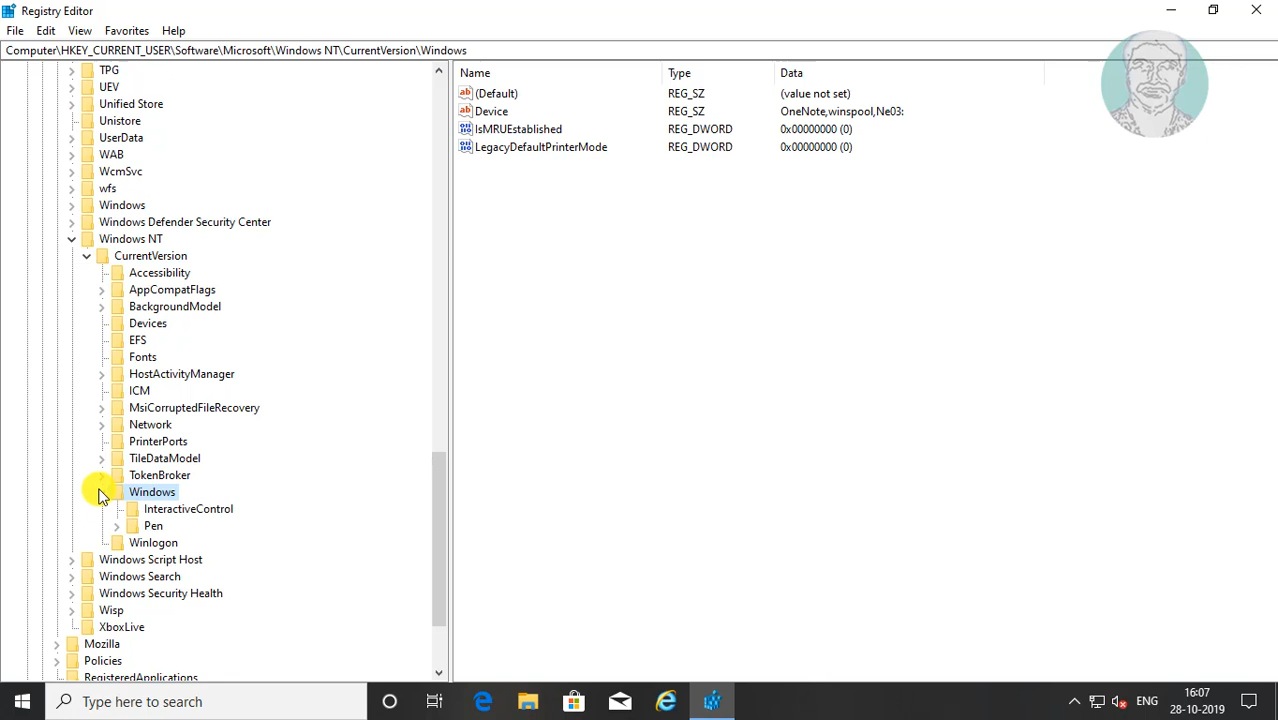 Registry Editor
File Edit View Favorites Help
Computer\HKEY_CURRENT_USER\Software\Microsoft\Windows NT\CurrentVersion\Windows
TPG
UEV
Unified Store
Unistore
UserData
WAB
WcmSvc
wfs
Windows
Windows Defender Security Center
Windows NT
CurrentVersion
Accessibility
AppCompatFlags
BackgroundModel
Devices
EFS
Fonts
HostActivityManager
ICM
MsiCorruptedFileRecovery
Network
PrinterPorts
TileDataModel
TokenBroker
Windows
InteractiveControl
Pen
Winlogon
Windows Script Host
Windows Search
Windows Security Health
Wisp
XboxLive
Mozilla
Policies
RegisteredApplications
Name Type Data
(Default) REG_SZ (value not set)
Device REG_SZ OneNote,winspool,Ne03:
IsMRUEstablished REG_DWORD 0x00000000 (0)
LegacyDefaultPrinterMode REG_DWORD 0x00000000 (0)
Type here to search
ENG
16:07
28-10-2019